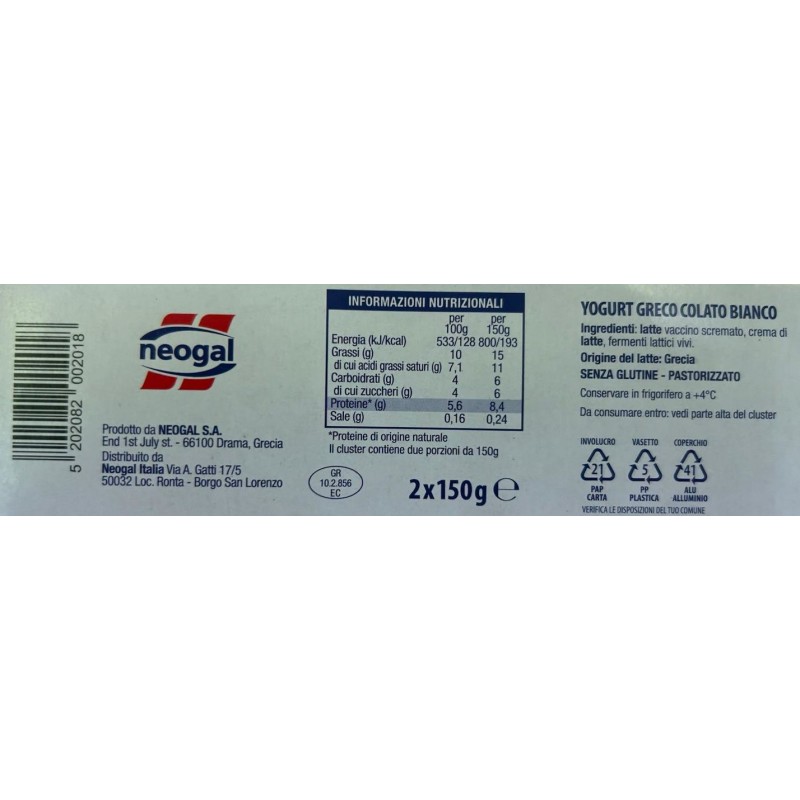 5 202082 002018
neogal
Prodotto da NEOGAL S.A.
End 1st July st. - 66100 Drama, Grecia
Distribuito da
Neogal Italia Via A. Gatti 17/5
50032 Loc. Ronta - Borgo San Lorenzo
INFORMAZIONI NUTRIZIONALI
per 100g per 150g
Energia (kJ/kcal) 533/128 800/193
Grassi (g) 10 15
di cui acidi grassi saturi (g) 7,1 11
Carboidrati (g) 4 6
di cui zuccheri (g) 4 6
Proteine* (g) 5,6 8,4
Sale (g) 0,16 0,24
*Proteine di origine naturale
Il cluster contiene due porzioni da 150g
GR
10.2.856
EC
2x150g e
YOGURT GRECO COLATO BIANCO
Ingredienti: latte vaccino scremato, crema di
latte, fermenti lattici vivi.
Origine del latte: Grecia
SENZA GLUTINE - PASTORIZZATO
Conservare in frigorifero a +4°C
Da consumare entro: vedi parte alta del cluster
INVOLUCRO VASETTO COPERCHIO
21 5 41
PAP PP ALU
CARTA PLASTICA ALLUMINIO
VERIFICA LE DISPOSIZIONI DEL TUO COMUNE